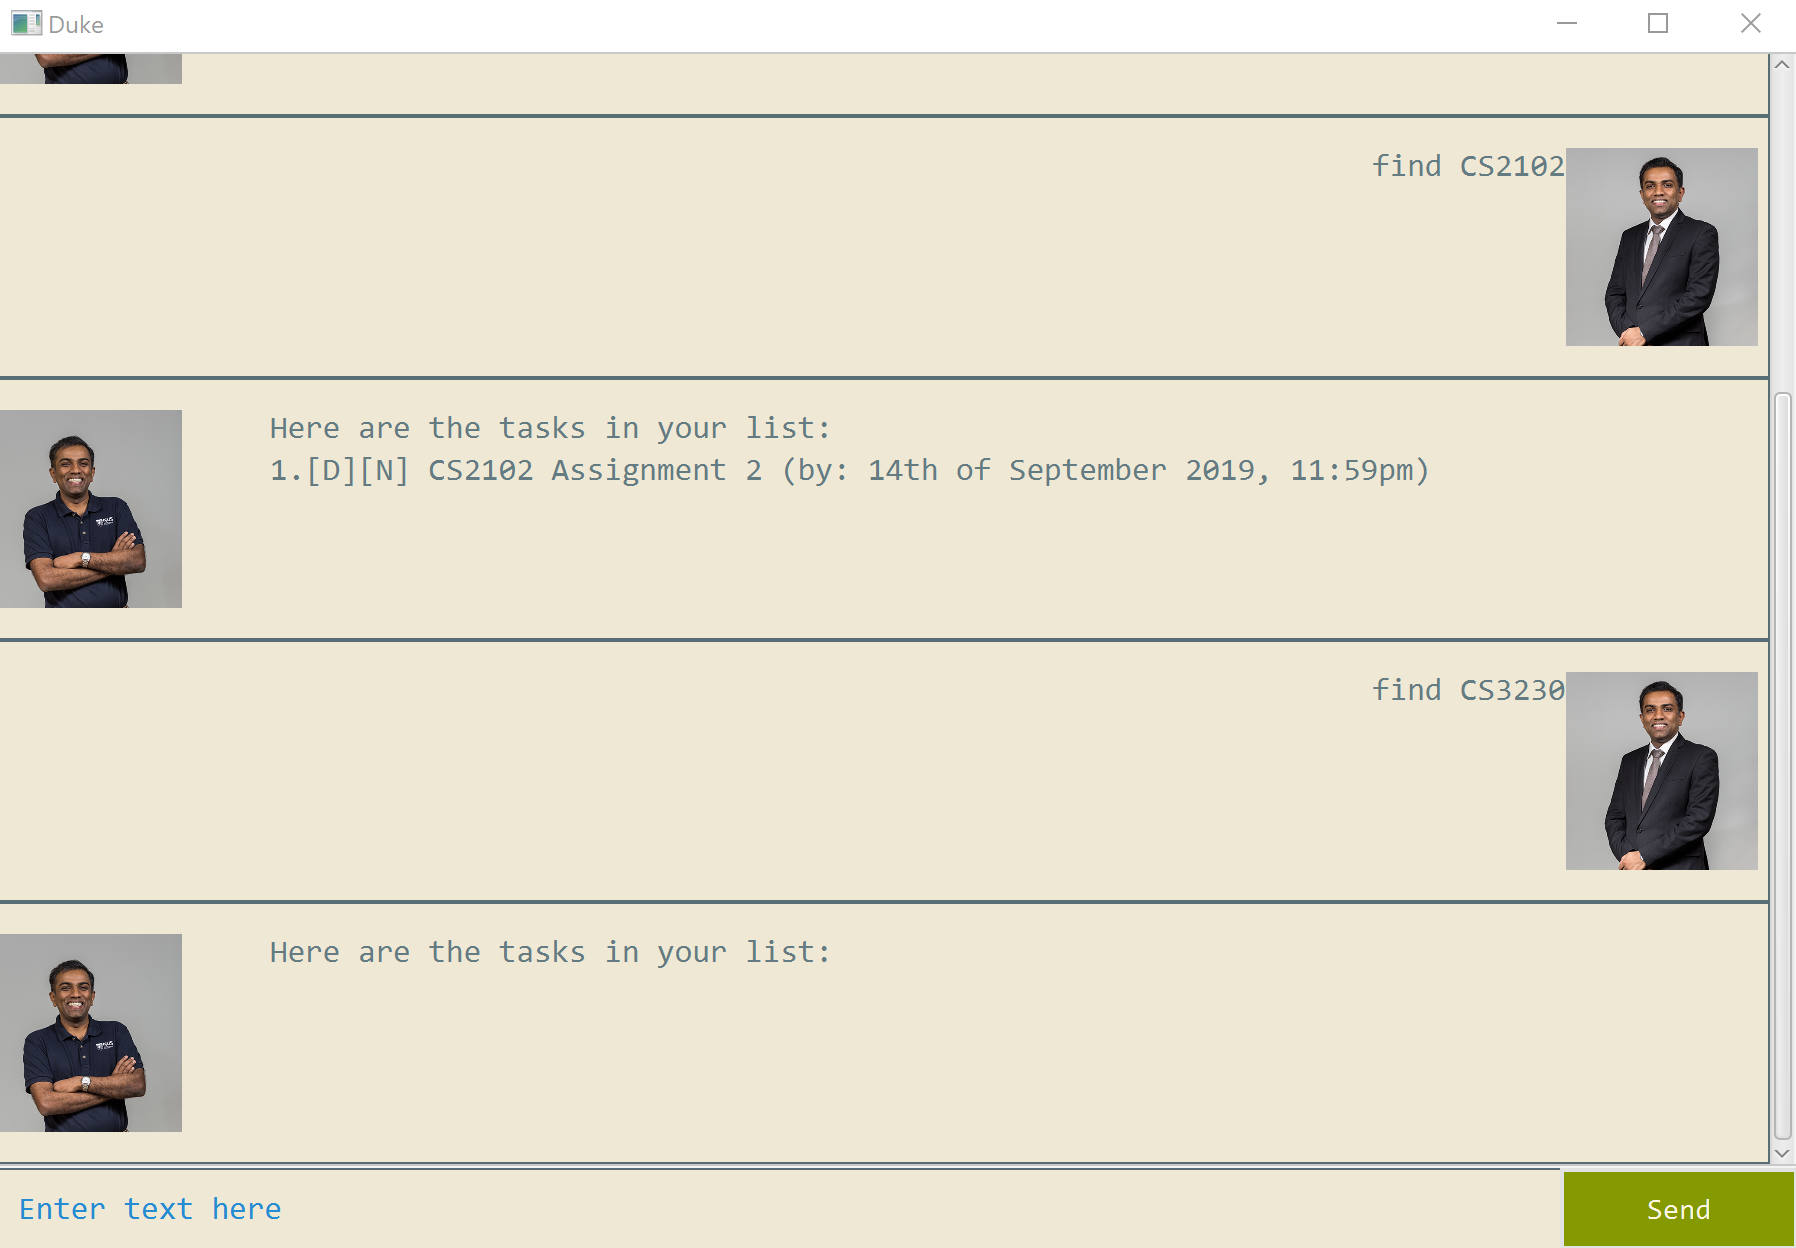 Duke
find CS2102
Here are the tasks in your list:
1.[D][N] CS2102 Assignment 2 (by: 14th of September 2019, 11:59pm)
find CS3230
Here are the tasks in your list:
Enter text here
Send